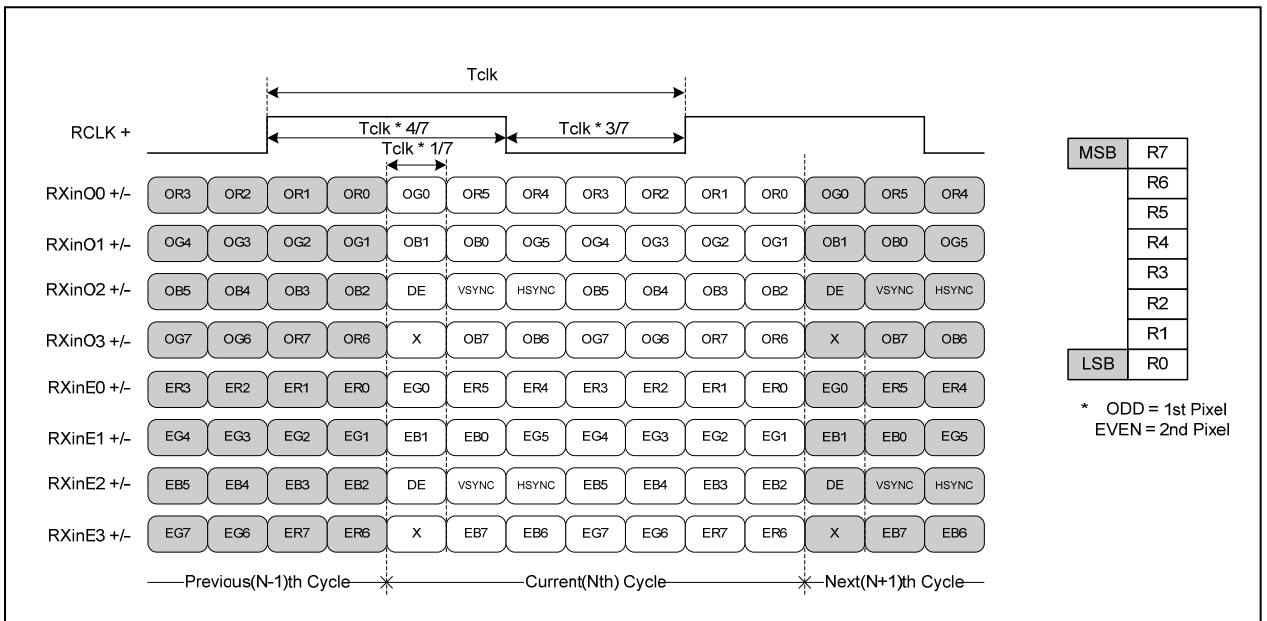 Tclk
RCLK +
Tclk * 4/7
Tclk * 3/7
Tclk * 1/7
RXinO0 +/- OR3 OR2 OR1 OR0 OG0 OR5 OR4 OR3 OR2 OR1 OR0 OG0 OR5 OR4
RXinO1 +/- OG4 OG3 OG2 OG1 OB1 OB0 OG5 OG4 OG3 OG2 OG1 OB1 OB0 OG5
RXinO2 +/- OB5 OB4 OB3 OB2 DE VSYNC HSYNC OB5 OB4 OB3 OB2 DE VSYNC HSYNC
RXinO3 +/- OG7 OG6 OR7 OR6 X OB7 OB6 OG7 OG6 OR7 OR6 X OB7 OB6
RXinE0 +/- ER3 ER2 ER1 ER0 EG0 ER5 ER4 ER3 ER2 ER1 ER0 EG0 ER5 ER4
RXinE1 +/- EG4 EG3 EG2 EG1 EB1 EB0 EG5 EG4 EG3 EG2 EG1 EB1 EB0 EG5
RXinE2 +/- EB5 EB4 EB3 EB2 DE VSYNC HSYNC EB5 EB4 EB3 EB2 DE VSYNC HSYNC
RXinE3 +/- EG7 EG6 ER7 ER6 X EB7 EB6 EG7 EG6 ER7 ER6 X EB7 EB6
Previous(N-1)th Cycle Current(Nth) Cycle Next(N+1)th Cycle
MSB R7
R6
R5
R4
R3
R2
R1
LSB R0
* ODD = 1st Pixel
EVEN = 2nd Pixel